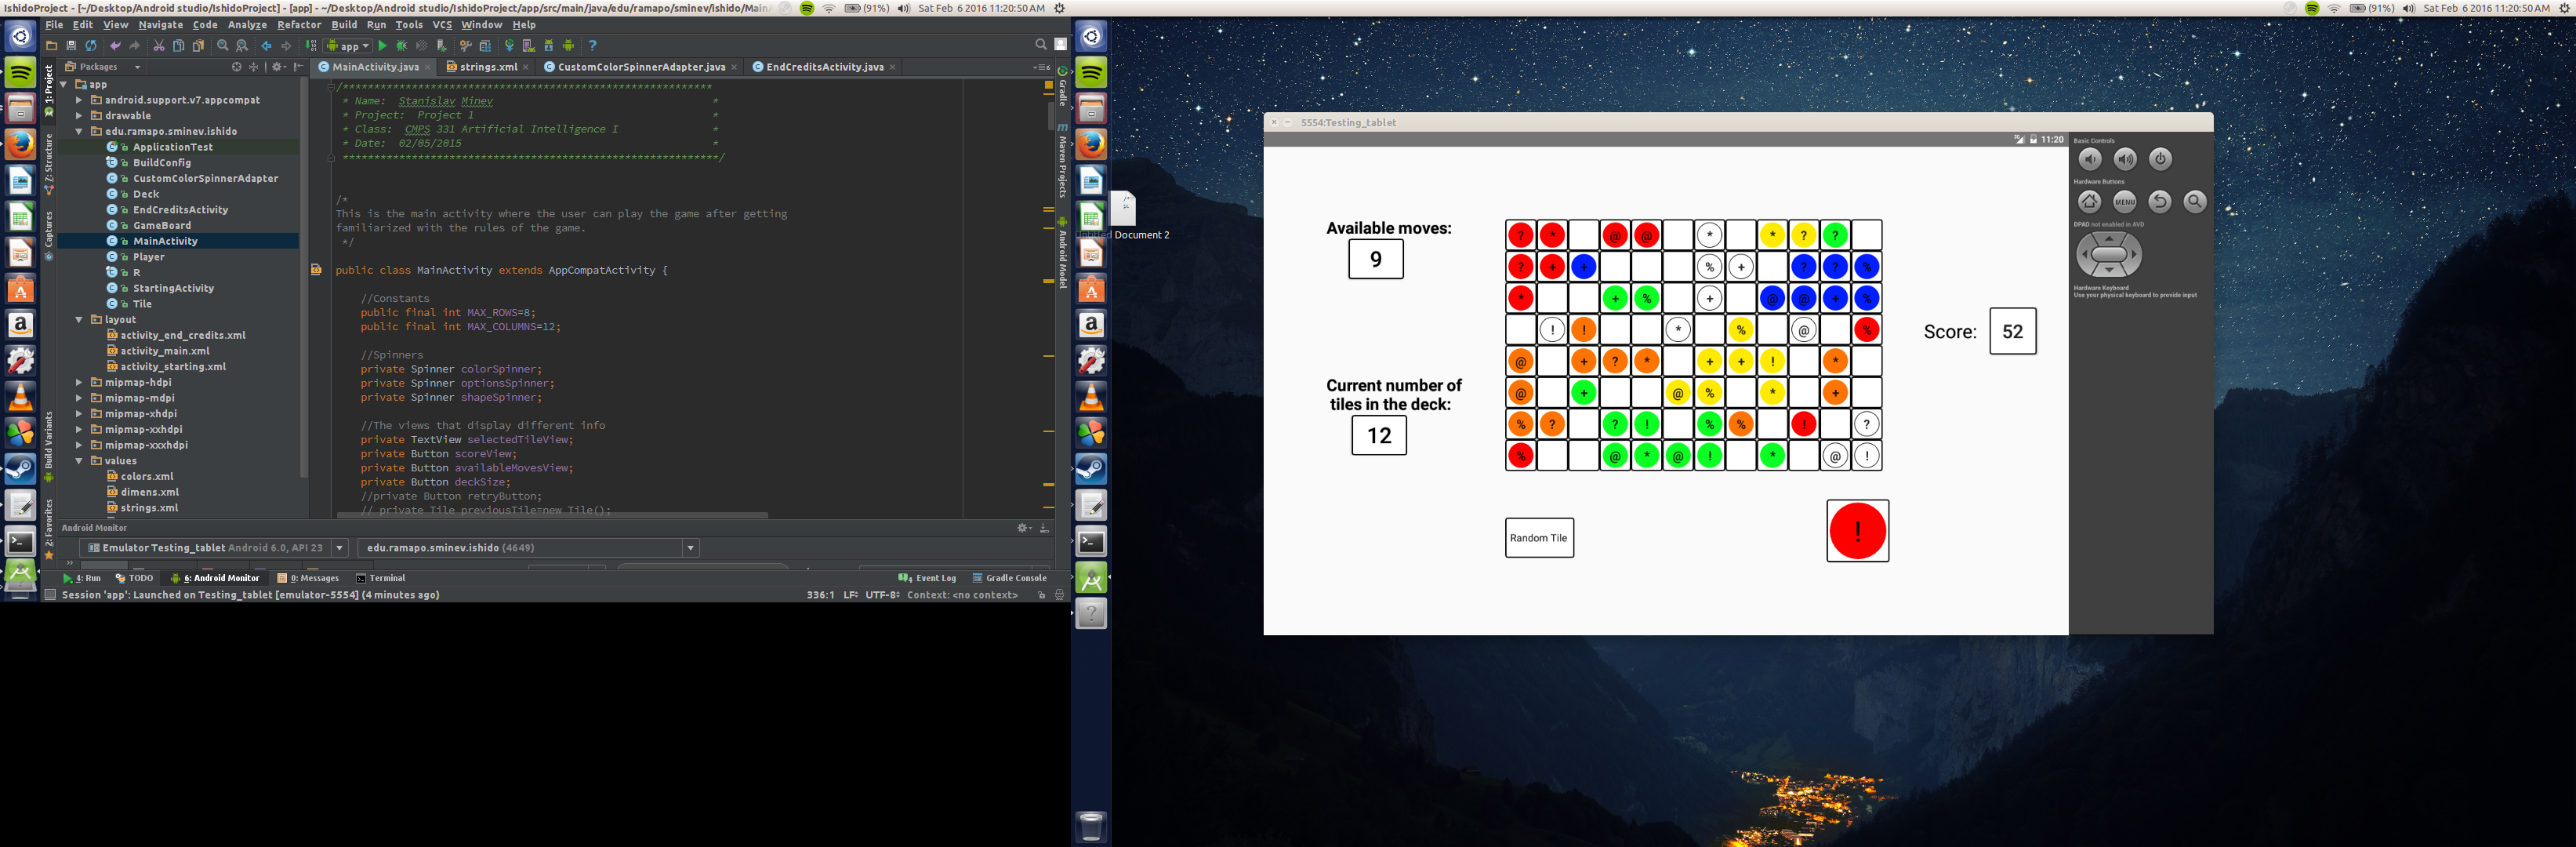 IshidoProject - [~/Desktop/Android studio/IshidoProject] - [app] - ~/Desktop/Android studio/IshidoProject/app/src/main/java/edu/ramapo/sminev/ishido/Main
(91%) Sat Feb 6 2016 11:20:50 AM
(91%) Sat Feb 6 2016 11:20:50 AM
File Edit View Navigate Code Analyze Refactor Build Run Tools VCS Window Help
app
Packages
MainActivity.java strings.xml CustomColorSpinnerAdapter.java EndCreditsActivity.java
1: Project
7: Structure
Captures
Build Variants
2: Favorites
app
android.support.v7.appcompat
drawable
edu.ramapo.sminev.ishido
ApplicationTest
BuildConfig
CustomColorSpinnerAdapter
Deck
EndCreditsActivity
GameBoard
MainActivity
Player
R
StartingActivity
Tile
layout
activity_end_credits.xml
activity_main.xml
activity_starting.xml
mipmap-hdpi
mipmap-mdpi
mipmap-xhdpi
mipmap-xxhdpi
mipmap-xxxhdpi
values
colors.xml
dimens.xml
strings.xml
/************************************************************
* Name: Stanislav Minev *
* Project: Project 1 *
* Class: CMPS 331 Artificial Intelligence I *
* Date: 02/05/2015 *
*************************************************************/
/*
This is the main activity where the user can play the game after getting
familiarized with the rules of the game.
*/
public class MainActivity extends AppCompatActivity {
//Constants
public final int MAX_ROWS=8;
public final int MAX_COLUMNS=12;
//Spinners
private Spinner colorSpinner;
private Spinner optionsSpinner;
private Spinner shapeSpinner;
//The views that display different info
private TextView selectedTileView;
private Button scoreView;
private Button availableMovesView;
private Button deckSize;
//private Button retryButton;
// private Tile previousTile=new Tile();
Gradle
Maven Projects
Android Model
Android Monitor
Emulator Testing_tablet Android 6.0, API 23
edu.ramapo.sminev.ishido (4649)
4: Run TODO 6: Android Monitor 0: Messages Terminal Event Log Gradle Console
Session 'app': Launched on Testing_tablet [emulator-5554] (4 minutes ago) 336:1 LF UTF-8 Context: <no context>
Document 2
5554:Testing_tablet
11:20
Available moves:
9
Current number of
tiles in the deck:
12
? * @ @ * * ? ?
? + + % + ? ? %
* + % + @ @ + %
! ! * % @ %
@ + ? * + + ! *
@ + @ % * +
% ? ? ! % % ! ?
% @ * @ ! * @ !
Score: 52
Random Tile
!
Basic Controls
Hardware Buttons
MENU
DPAD not enabled in AVD
Hardware Keyboard
Use your physical keyboard to provide input